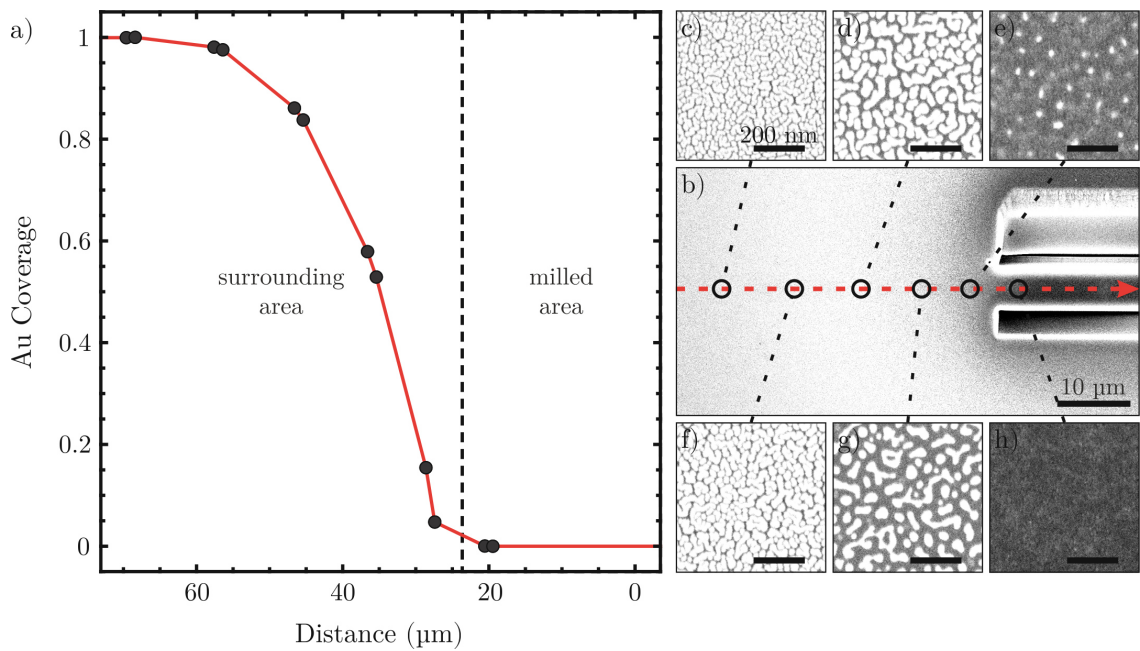 a)
1
0.8
0.6
0.4
0.2
0
Au Coverage
surrounding
area
milled
area
60
40
20
0
Distance (µm)
c)
200 nm
d)
e)
b)
10 µm
f)
g)
h)